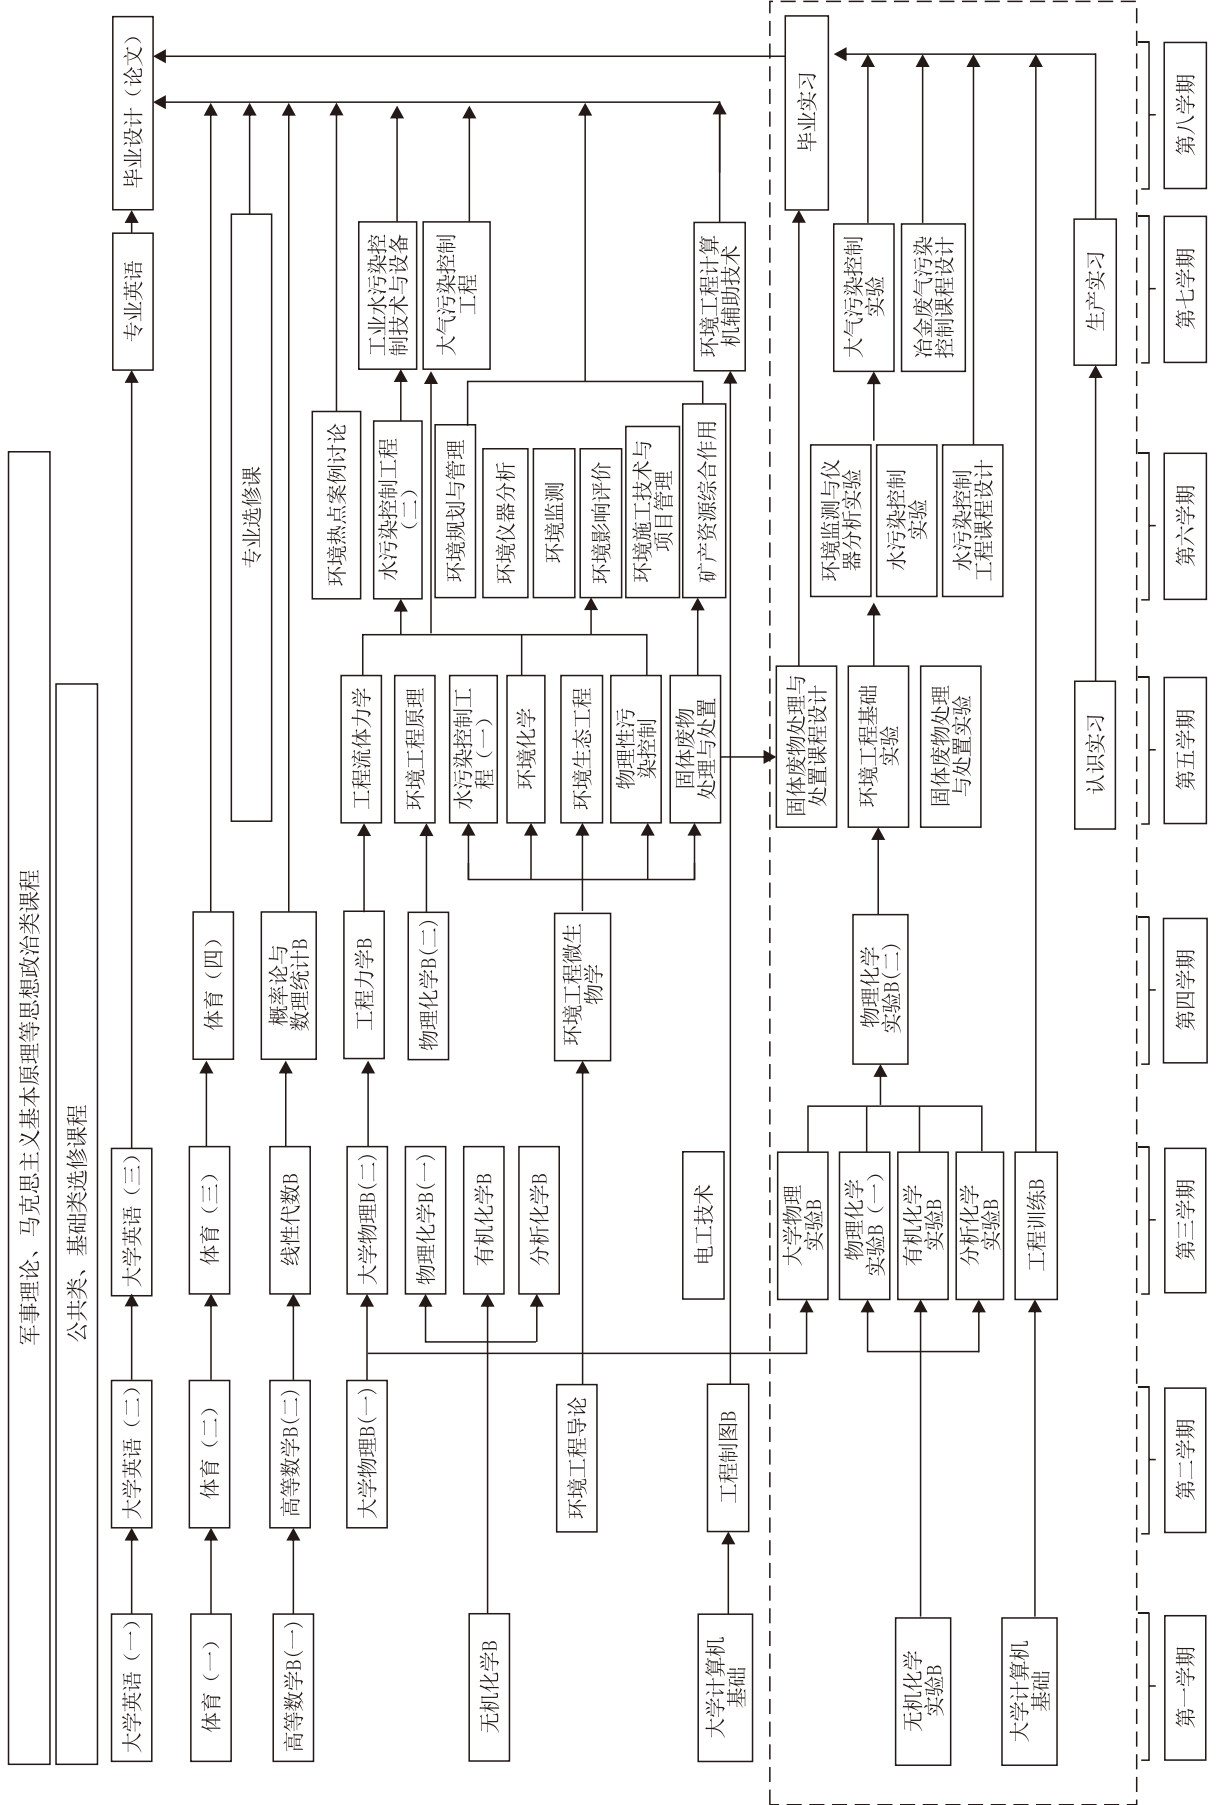 军事理论、马克思主义基本原理等思想政治类课程
公共类、基础类选修课程
大学英语（一）
大学英语（二）
大学英语（三）
专业英语
毕业设计（论文）
体育（一）
体育（二）
体育（三）
体育（四）
专业选修课
高等数学B(一)
高等数学B(二)
线性代数B
概率论与
数理统计B
环境热点案例讨论
大学物理B(一)
大学物理B(二)
工程力学B
工程流体力学
水污染控制工程
（二）
工业水污染控
制技术与设备
物理化学B(一)
物理化学B(二)
环境工程原理
大气污染控制
工程
无机化学B
有机化学B
分析化学B
水污染控制工
程（一）
环境规划与管理
环境化学
环境仪器分析
环境监测
环境工程导论
环境工程微生
物学
环境生态工程
环境影响评价
物理性污
染控制
环境施工技术与
项目管理
大学计算机
基础
工程制图B
电工技术
固体废物
处理与处置
矿产资源综合作用
环境工程计算
机辅助技术
大学物理
实验B
固体废物处理与
处置课程设计
毕业实习
物理化学
实验B（一）
物理化学
实验B(二)
环境工程基础
实验
环境监测与仪
器分析实验
大气污染控制
实验
无机化学
实验B
有机化学
实验B
固体废物处理
与处置实验
水污染控制
实验
冶金废气污染
控制课程设计
分析化学
实验B
水污染控制
工程课程设计
大学计算机
基础
工程训练B
认识实习
生产实习
第一学期
第二学期
第三学期
第四学期
第五学期
第六学期
第七学期
第八学期